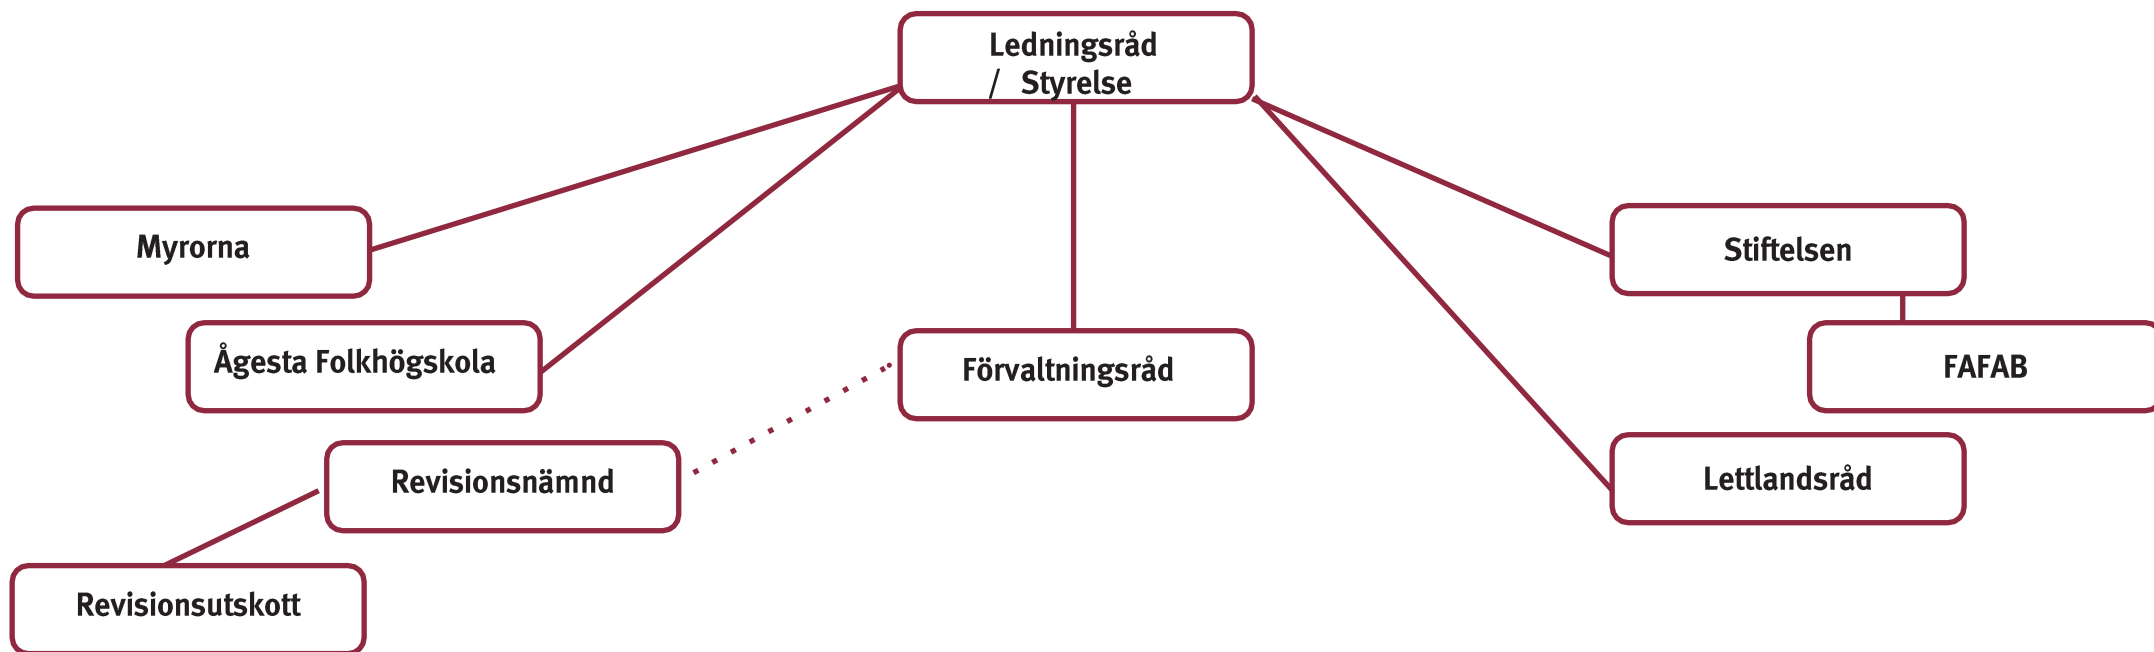 Ledningsråd
/ Styrelse
Myrorna
Stiftelsen
Ågesta Folkhögskola
Förvaltningsråd
FAFAB
Revisionsnämnd
Lettlandsråd
Revisionsutskott